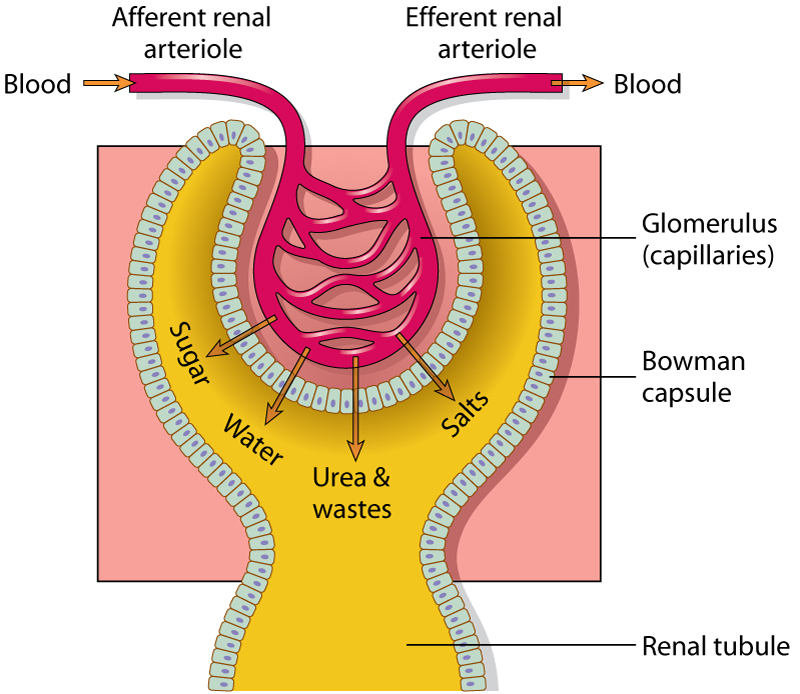 Afferent renal
arteriole
Efferent renal
arteriole
Blood
Blood
Glomerulus
(capillaries)
Sugar
Water
Urea &
wastes
Salts
Bowman
capsule
Renal tubule